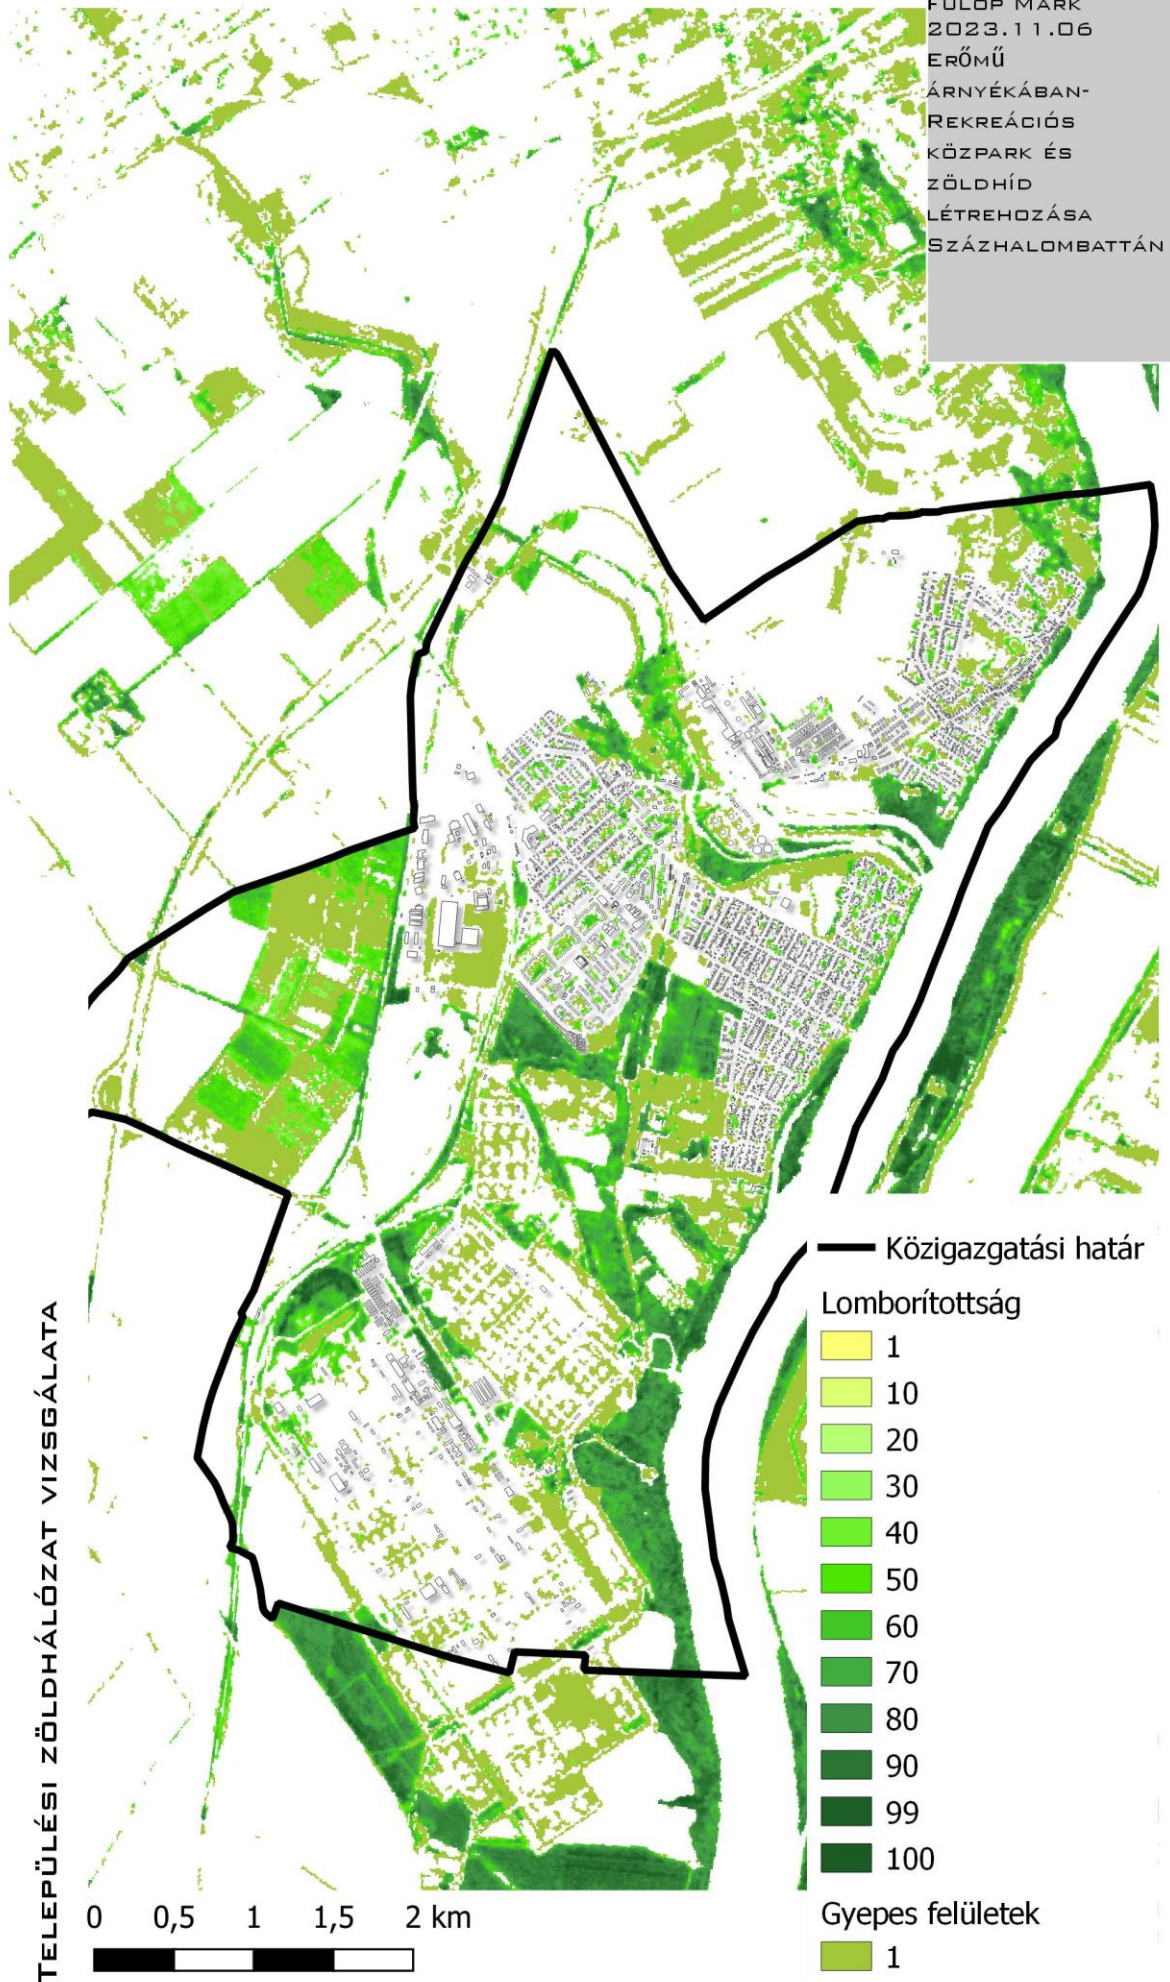 FÜLÖP MÁRK
2023.11.06
ERŐMŰ
ÁRNYÉKÁBAN-
REKREÁCIÓS
KÖZPARK ÉS
ZÖLDHÍD
LÉTREHOZÁSA
SZÁZHALOMBATTÁN
TELEPÜLÉSI ZÖLDHÁLÓZAT VIZSGÁLATA
Közigazgatási határ
Lomborítottság
1
10
20
30
40
50
60
70
80
90
99
100
Gyepes felületek
1
0 0,5 1 1,5 2 km